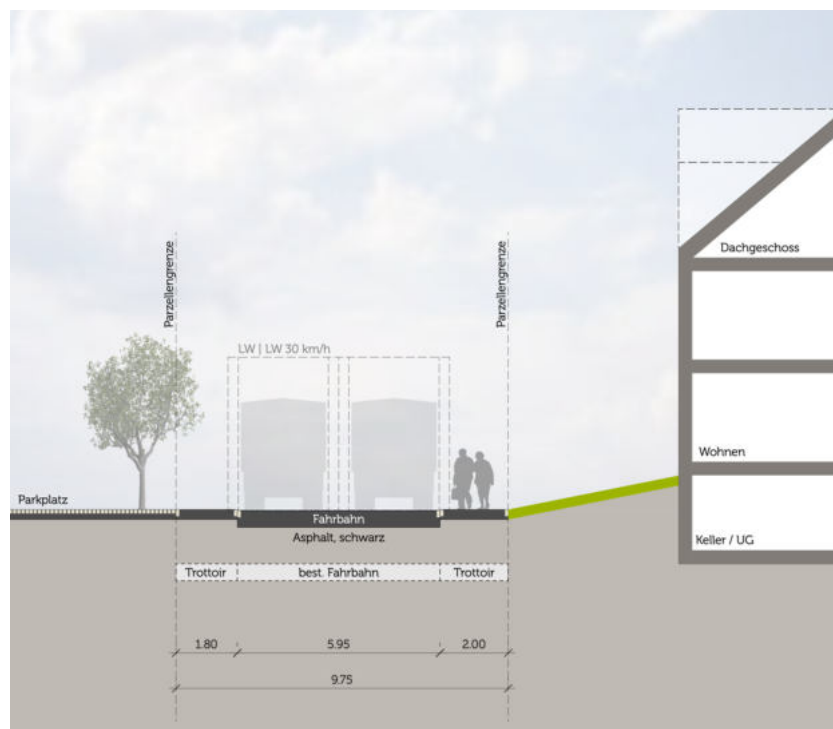 Dachgeschoss
Parzellengrenze
Parzellengrenze
LW | LW 30 km/h
Wohnen
Parkplatz
Fahrbahn
Asphalt, schwarz
Keller / UG
Trottoir
best. Fahrbahn
Trottoir
1.80
5.95
2.00
9.75